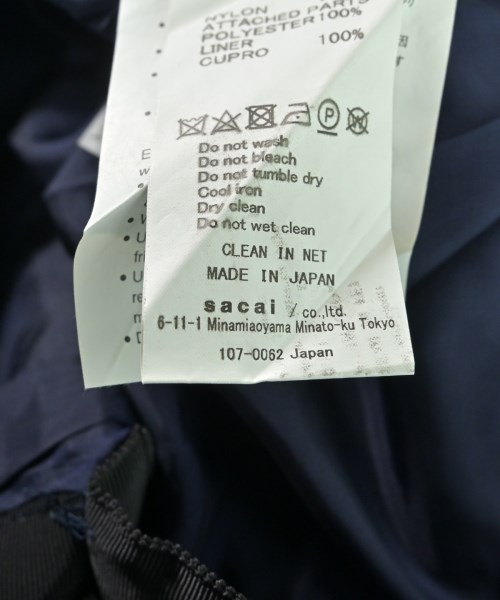 NYLON
ATTACHED PARTS
POLYESTER 100%
LINER
CUPRO 100%
P W
Do not wash
Do not bleach
Do not tumble dry
Cool iron
Dry clean
Do not wet clean
CLEAN IN NET
MADE IN JAPAN
sacai / co.,ltd.
6-11-1 Minamiaoyama Minato-ku Tokyo
107-0062 Japan